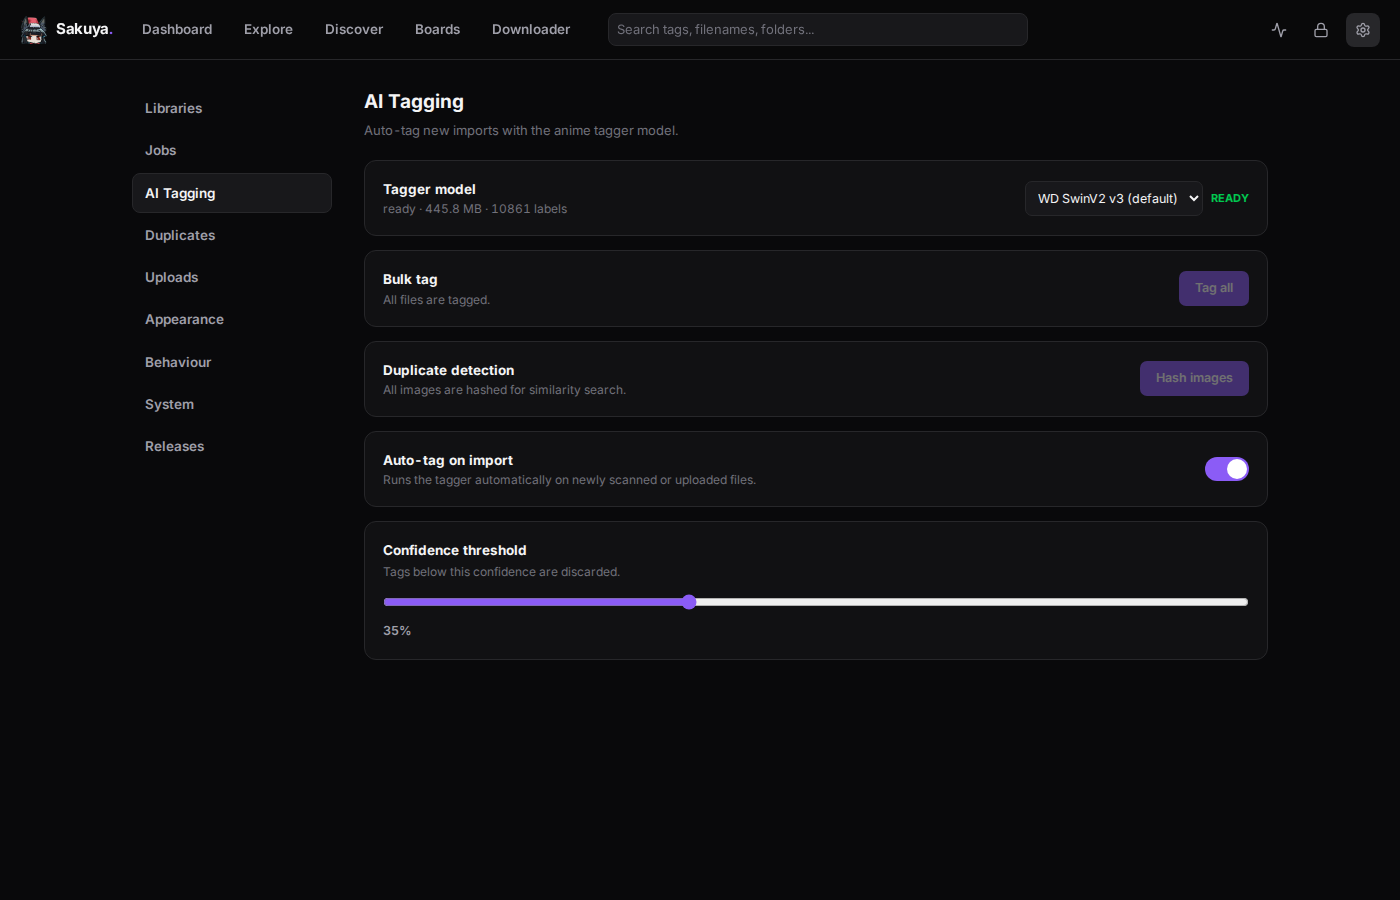 Sakuya.
Dashboard
Explore
Discover
Boards
Downloader
Search tags, filenames, folders...
Libraries
Jobs
AI Tagging
Duplicates
Uploads
Appearance
Behaviour
System
Releases
AI Tagging
Auto-tag new imports with the anime tagger model.
Tagger model
ready · 445.8 MB · 10861 labels
WD SwinV2 v3 (default)
READY
Bulk tag
All files are tagged.
Tag all
Duplicate detection
All images are hashed for similarity search.
Hash images
Auto-tag on import
Runs the tagger automatically on newly scanned or uploaded files.
Confidence threshold
Tags below this confidence are discarded.
35%